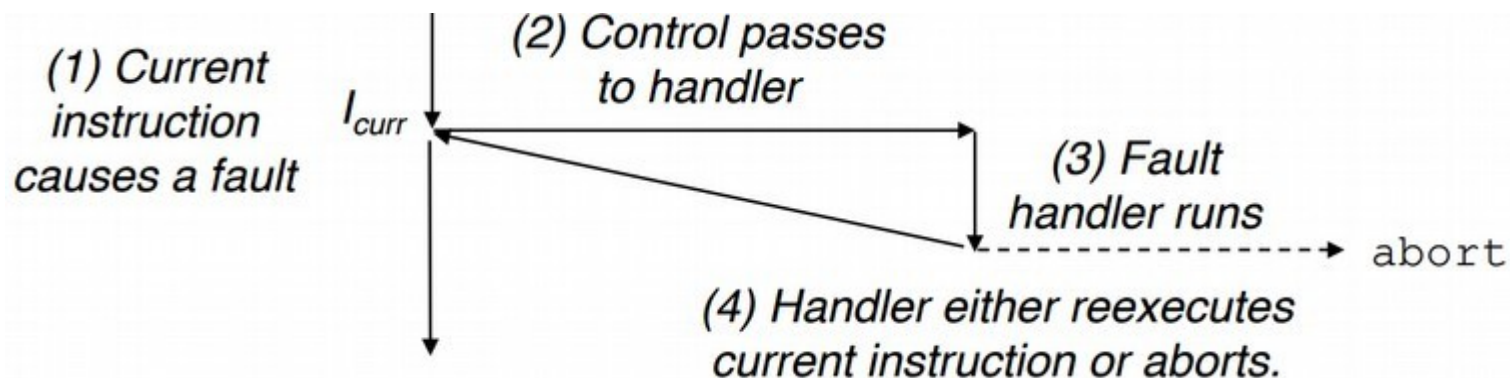 (1) Current
instruction
causes a fault
Icurr
(2) Control passes
to handler
(3) Fault
handler runs
abort
(4) Handler either reexecutes
current instruction or aborts.